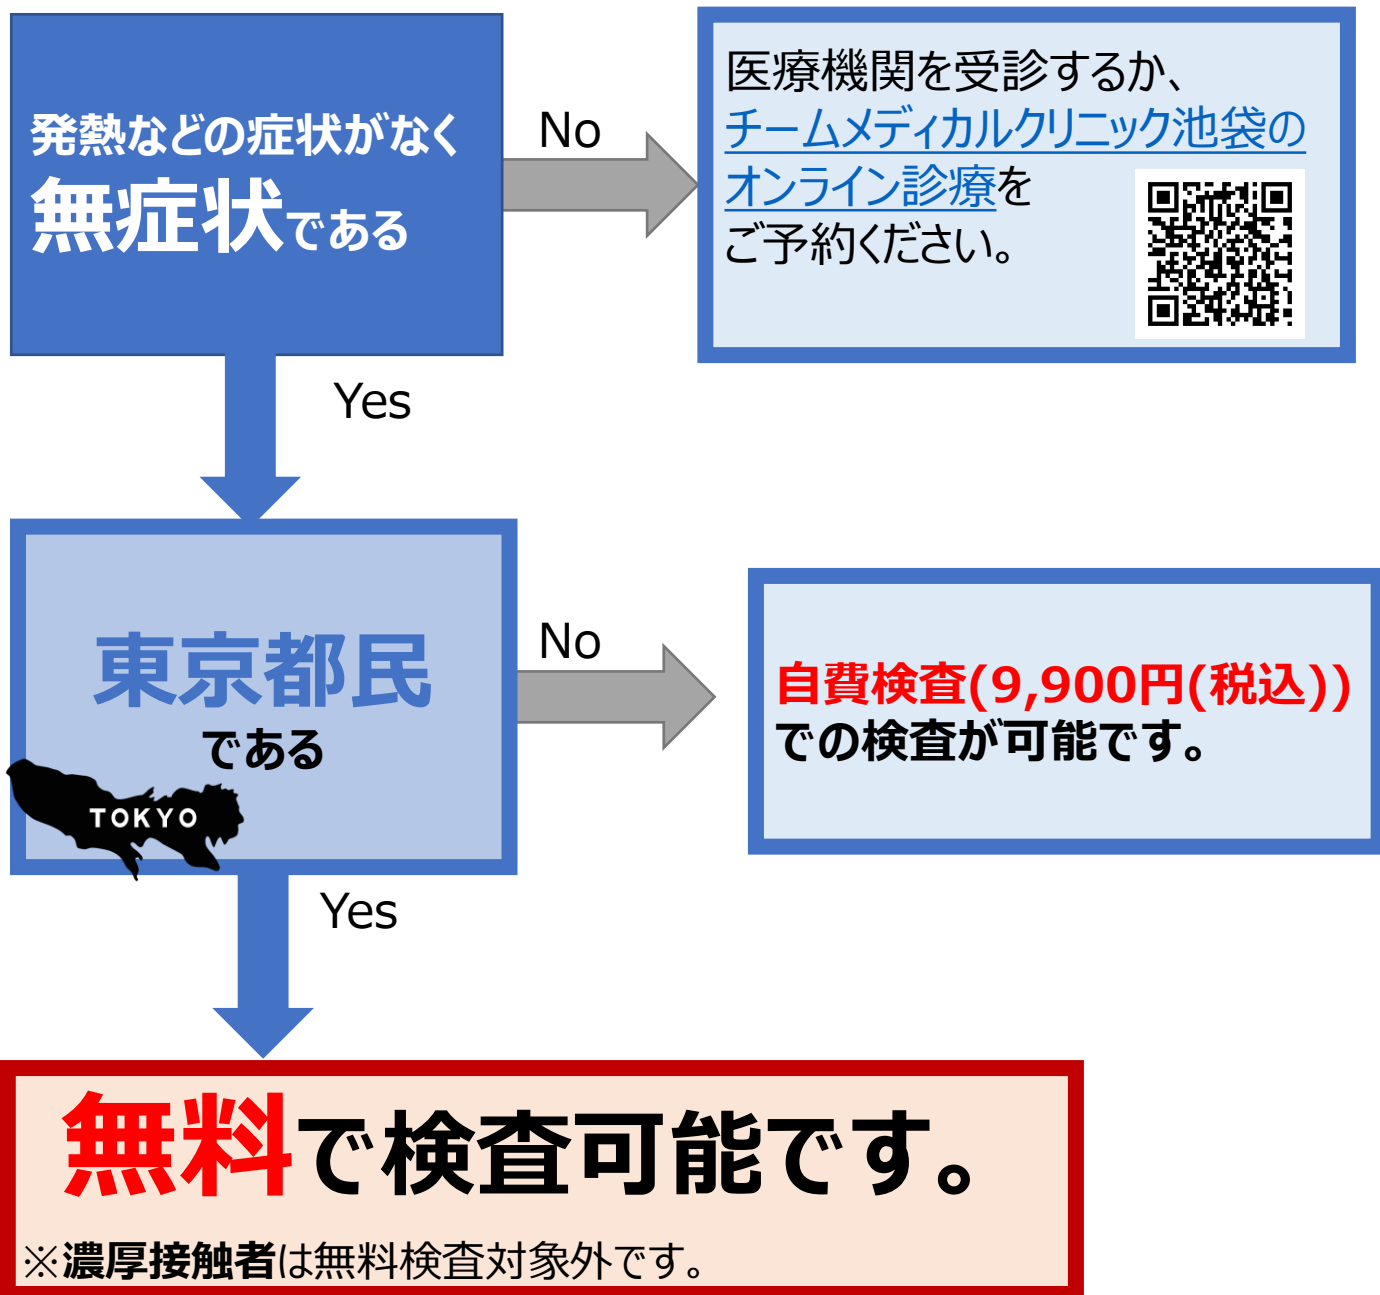 発熱などの症状がなく
無症状である
No
医療機関を受診するか、
チームメディカルクリニック池袋の
オンライン診療を
ご予約ください。
Yes
東京都民
である
TOKYO
No
自費検査(9,900円(税込))
での検査が可能です。
Yes
無料で検査可能です。
※濃厚接触者は無料検査対象外です。